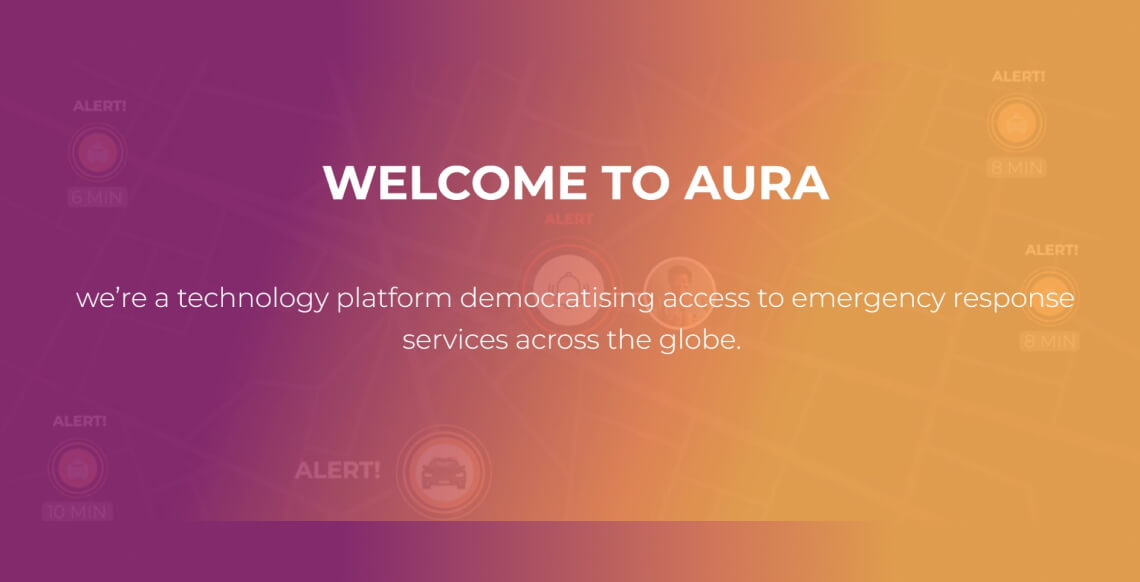 ALERT!
6 MIN
ALERT!
8 MIN
WELCOME TO AURA
ALERT
ALERT!
8 MIN
we’re a technology platform democratising access to emergency response
services across the globe.
ALERT!
10 MIN
ALERT!